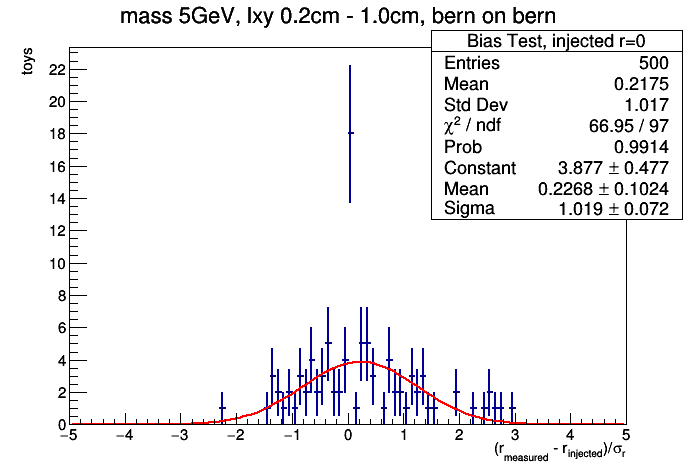 mass 5GeV, lxy 0.2cm - 1.0cm, bern on bern
toys
Bias Test, injected r=0
Entries 500
Mean 0.2175
Std Dev 1.017
χ² / ndf 66.95 / 97
Prob 0.9914
Constant 3.877 ± 0.477
Mean 0.2268 ± 0.1024
Sigma 1.019 ± 0.072
22
20
18
16
14
12
10
8
6
4
2
0
−5 −4 −3 −2 −1 0 1 2 3 4 5
(r_measured - r_injected)/σ_r